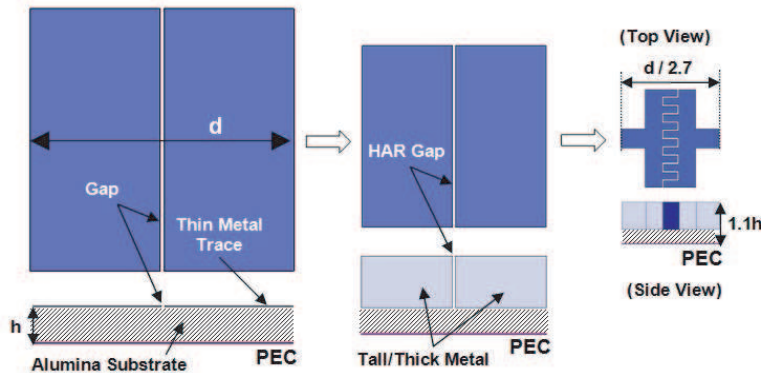 d
Gap
Thin Metal
Trace
h
Alumina Substrate
PEC
HAR Gap
PEC
Tall/Thick Metal
(Top View)
d / 2.7
1.1h
PEC
(Side View)